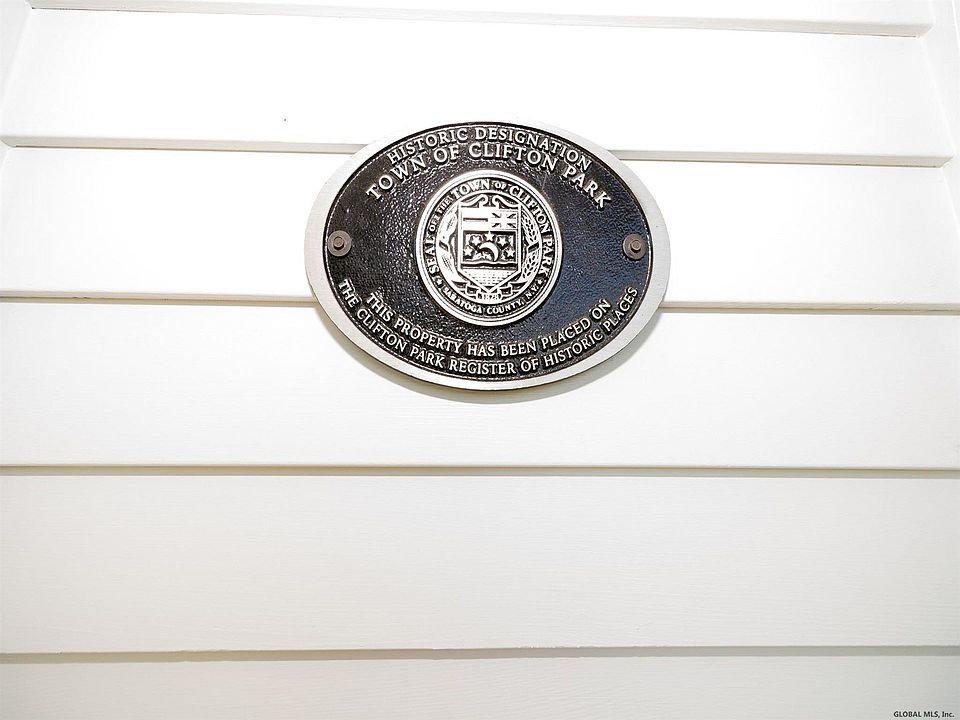 HISTORIC DESIGNATION
TOWN OF CLIFTON PARK
SEAL OF THE TOWN OF CLIFTON PARK
1828
SARATOGA COUNTY, N.Y.
THIS PROPERTY HAS BEEN PLACED ON
THE CLIFTON PARK REGISTER OF HISTORIC PLACES
GLOBAL MLS, Inc.